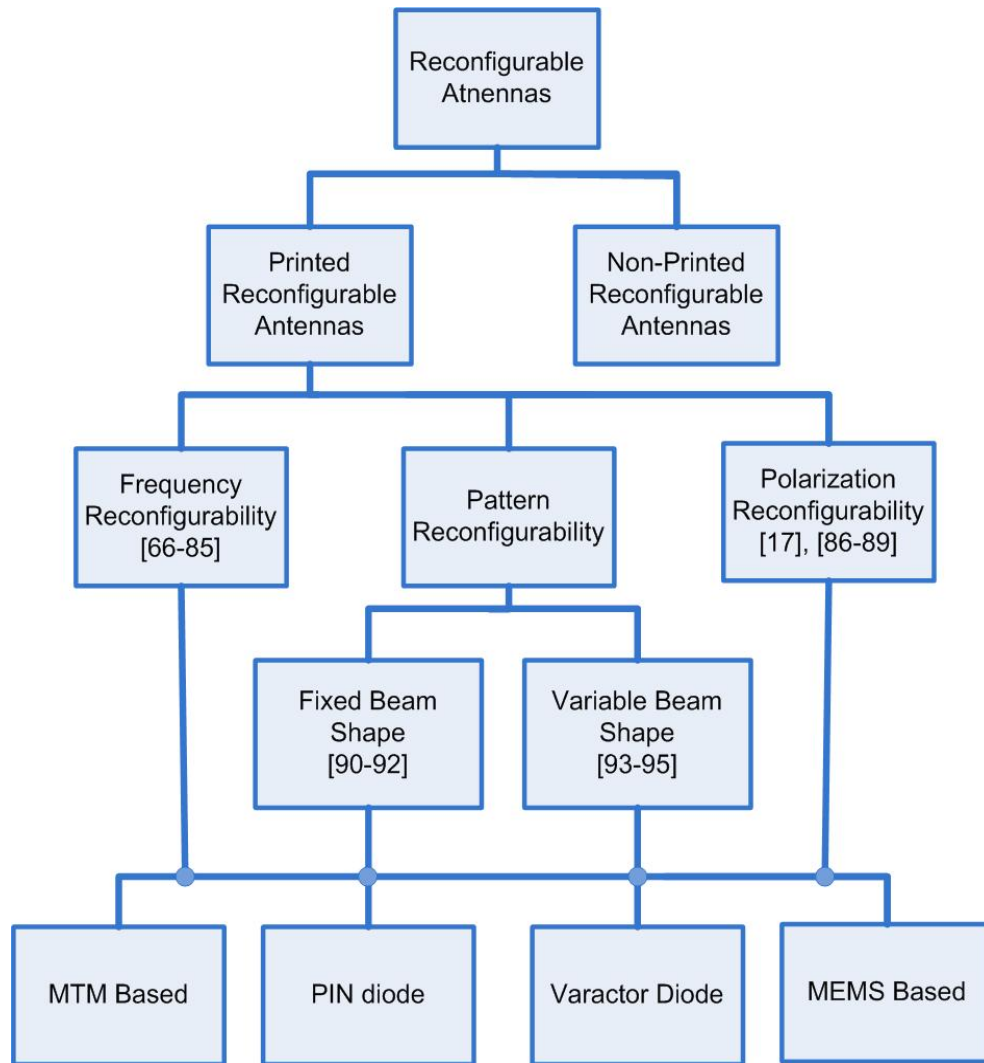 Reconfigurable
Atnennas
Printed
Reconfigurable
Antennas
Non-Printed
Reconfigurable
Antennas
Frequency
Reconfigurability
[66-85]
Pattern
Reconfigurability
Polarization
Reconfigurability
[17], [86-89]
Fixed Beam
Shape
[90-92]
Variable Beam
Shape
[93-95]
MTM Based
PIN diode
Varactor Diode
MEMS Based